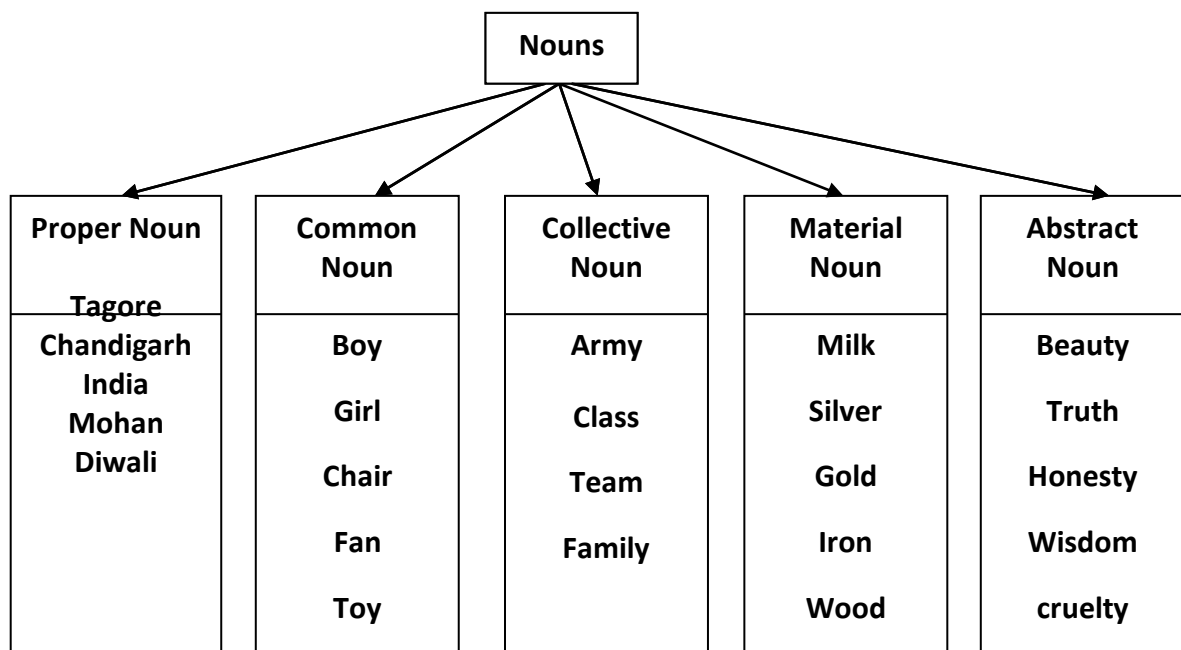 Nouns
Proper Noun
Tagore
Chandigarh
India
Mohan
Diwali
Common
Noun
Boy
Girl
Chair
Fan
Toy
Collective
Noun
Army
Class
Team
Family
Material
Noun
Milk
Silver
Gold
Iron
Wood
Abstract
Noun
Beauty
Truth
Honesty
Wisdom
cruelty